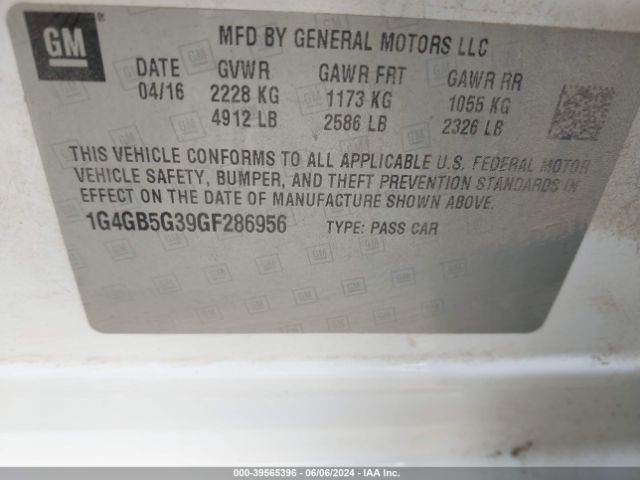 GM
MFD BY GENERAL MOTORS LLC
DATE GVWR GAWR FRT GAWR RR
04/16 2228 KG 1173 KG 1055 KG
4912 LB 2586 LB 2326 LB
THIS VEHICLE CONFORMS TO ALL APPLICABLE U.S. FEDERAL MOTOR
VEHICLE SAFETY, BUMPER, AND THEFT PREVENTION STANDARDS IN
EFFECT ON THE DATE OF MANUFACTURE SHOWN ABOVE.
1G4GB5G39GF286956 TYPE: PASS CAR
000-39565396 - 06/06/2024 - © IAA Inc.